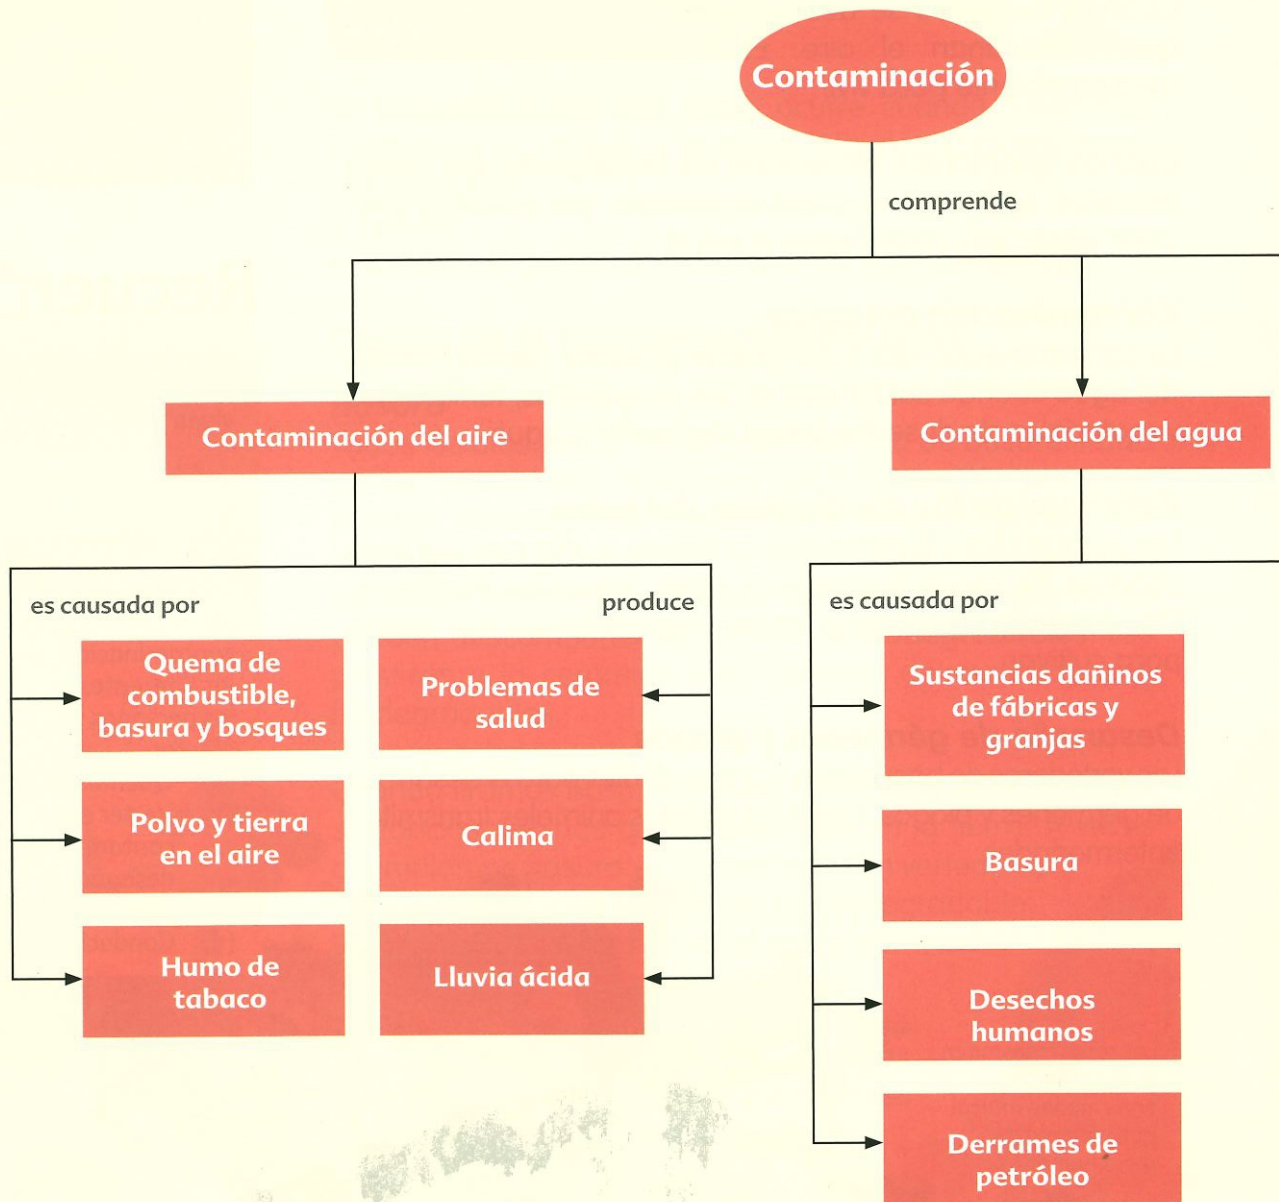 Contaminación
comprende
Contaminación del aire
Contaminación del agua
es causada por
produce
Quema de
combustible,
basura y bosques
Polvo y tierra
en el aire
Humo de
tabaco
Problemas de
salud
Calima
Lluvia ácida
es causada por
Sustancias dañinos
de fábricas y
granjas
Basura
Desechos
humanos
Derrames de
petróleo